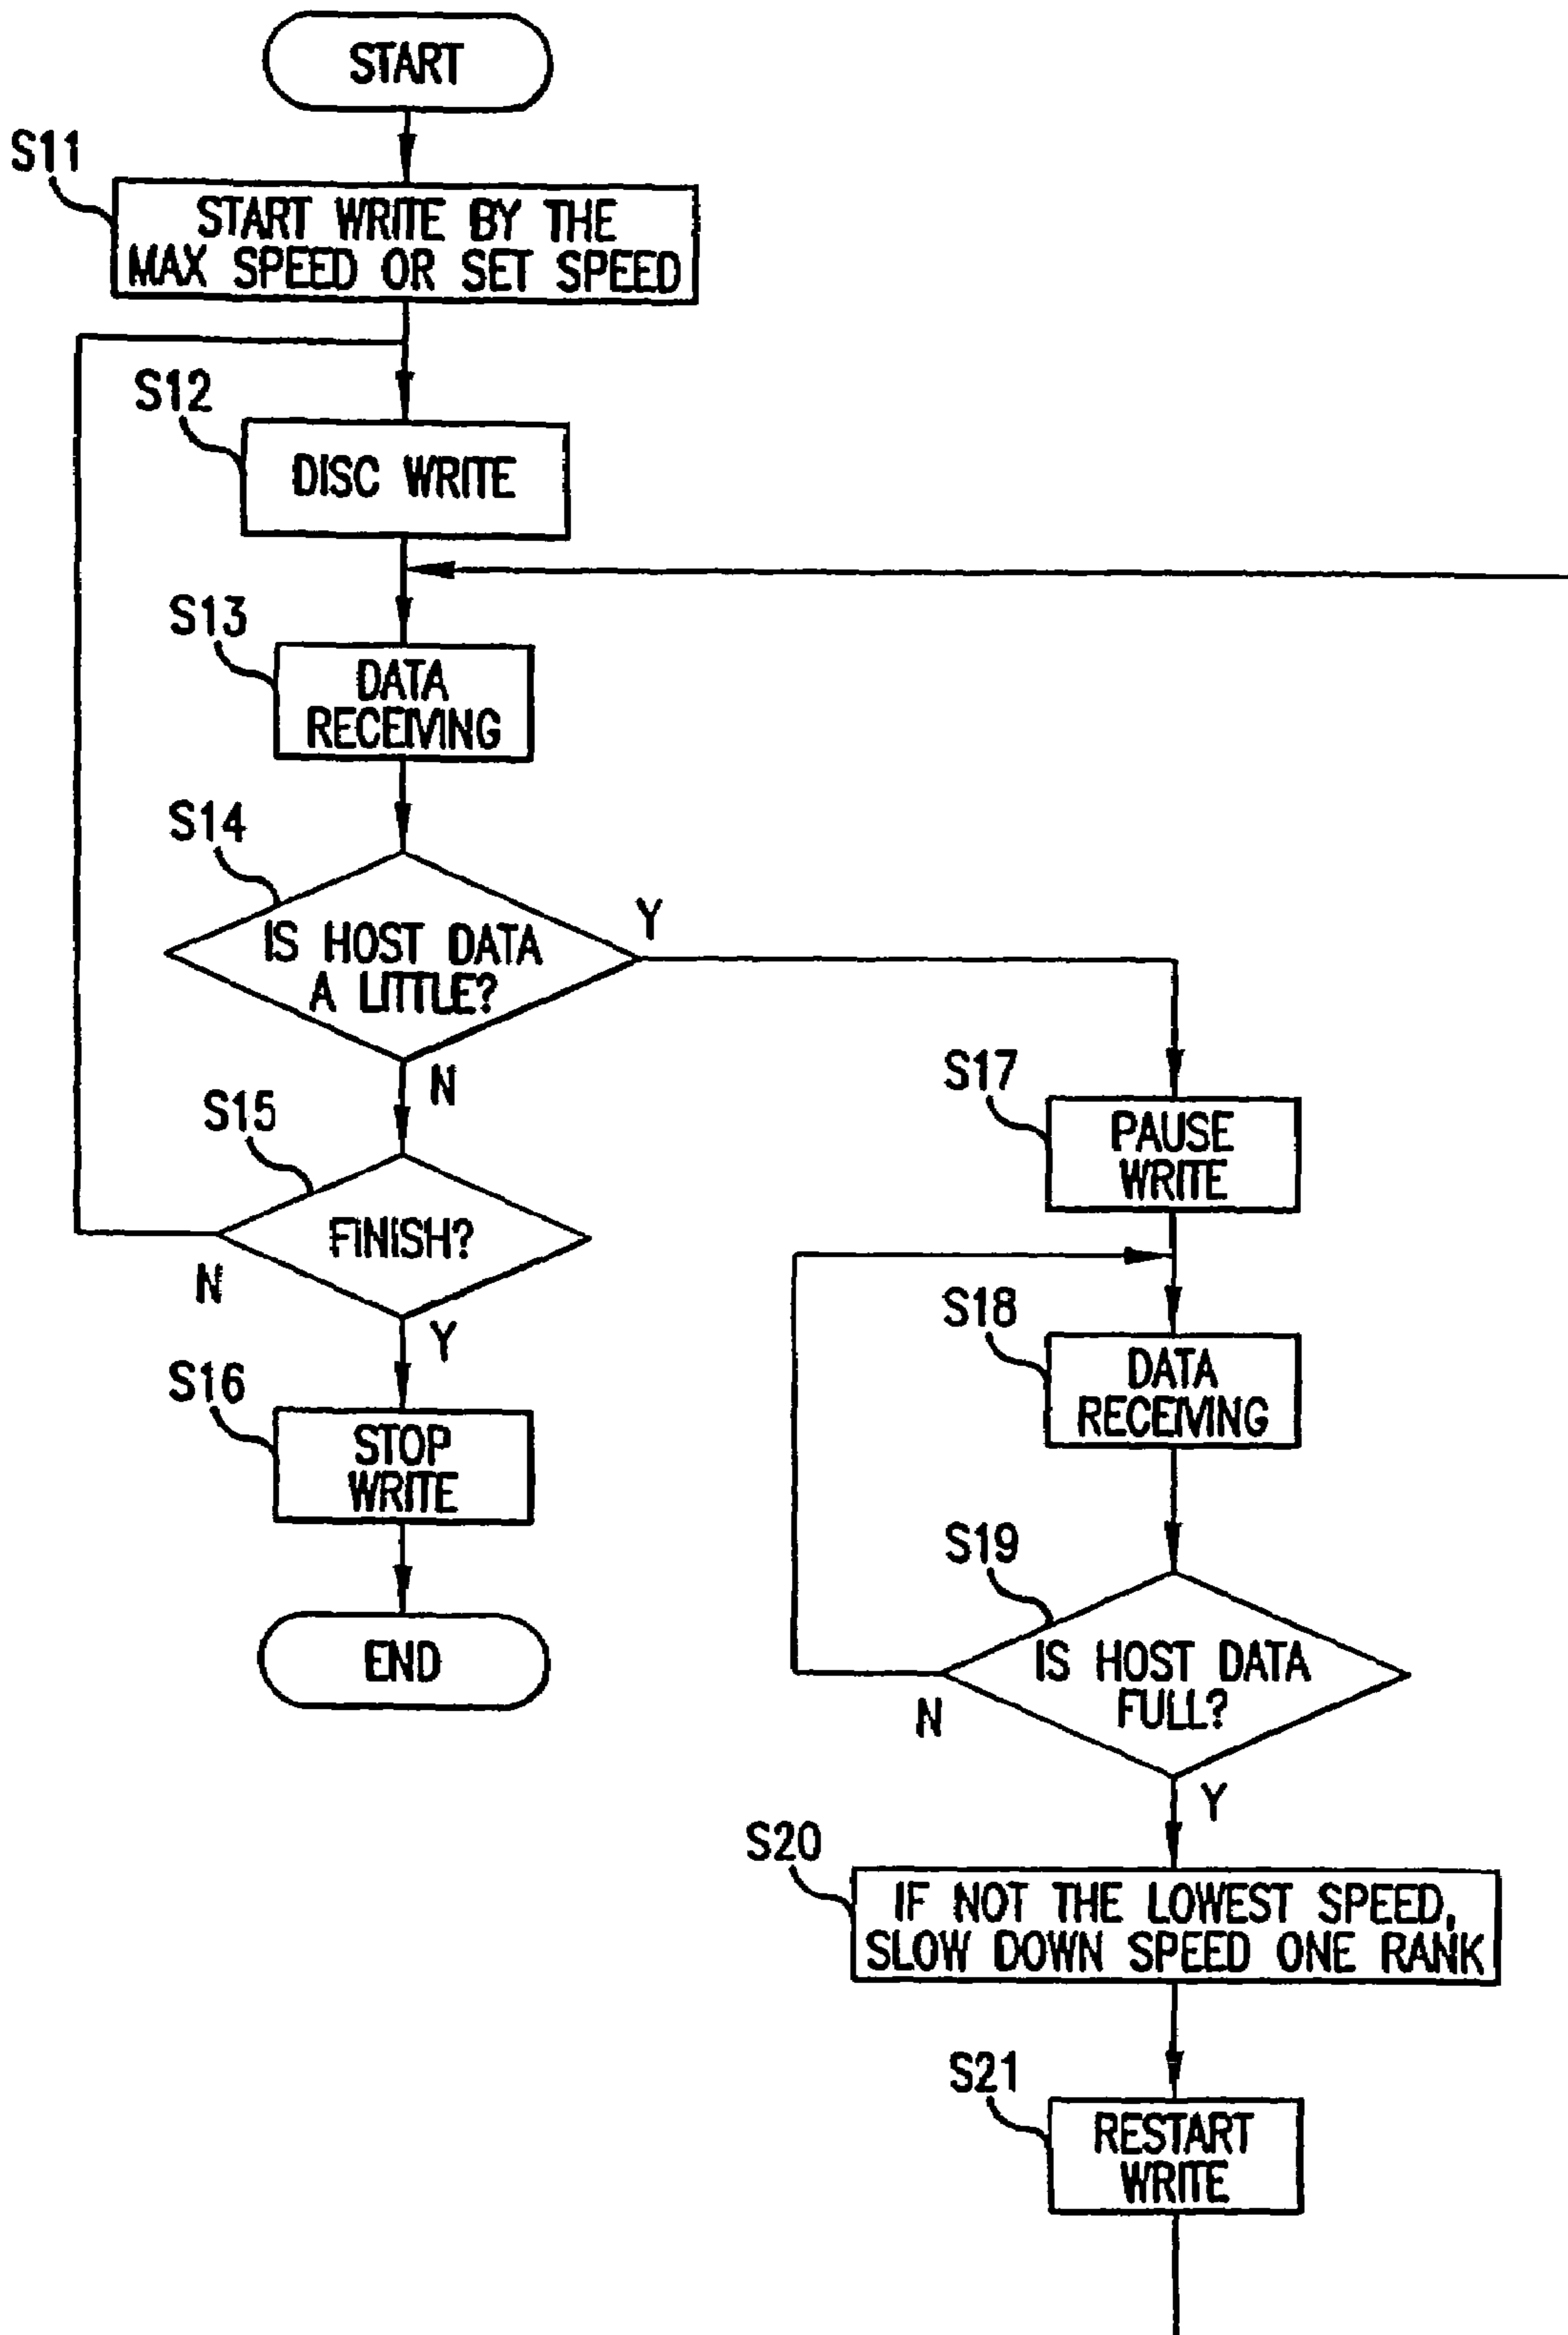 START
S11
START WRITE BY THE
MAX SPEED OR SET SPEED
S12
DISC WRITE
S13
DATA
RECEIVING
S14
IS HOST DATA
A LITTLE?
Y
N
S15
FINISH?
N
Y
S16
STOP
WRITE
END
S17
PAUSE
WRITE
S18
DATA
RECEIVING
S19
IS HOST DATA
FULL?
N
Y
S20
IF NOT THE LOWEST SPEED,
SLOW DOWN SPEED ONE RANK
S21
RESTART
WRITE